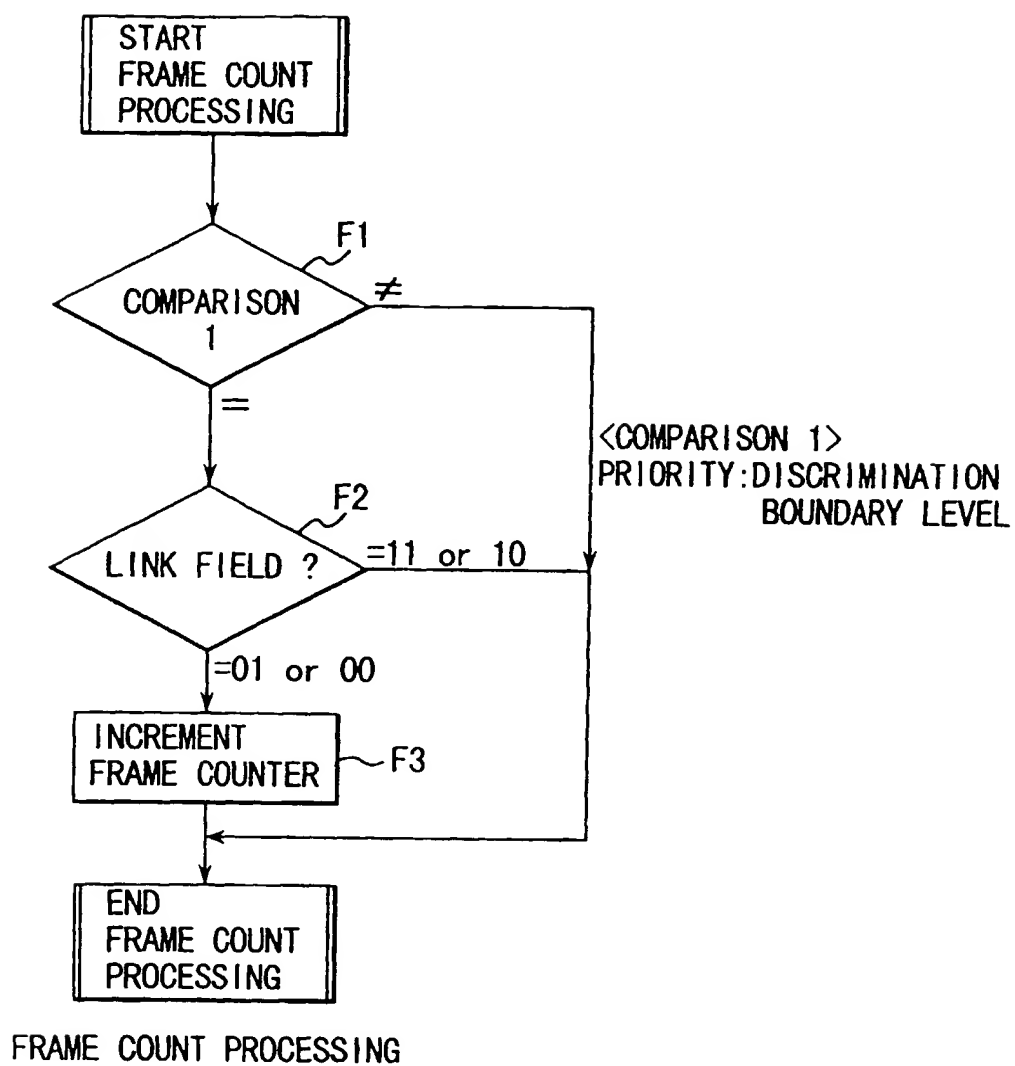 START
FRAME COUNT
PROCESSING
F1
COMPARISON
1
≠
=
<COMPARISON 1>
PRIORITY:DISCRIMINATION
BOUNDARY LEVEL
F2
LINK FIELD ?
=11 or 10
=01 or 00
INCREMENT
FRAME COUNTER
F3
END
FRAME COUNT
PROCESSING
FRAME COUNT PROCESSING